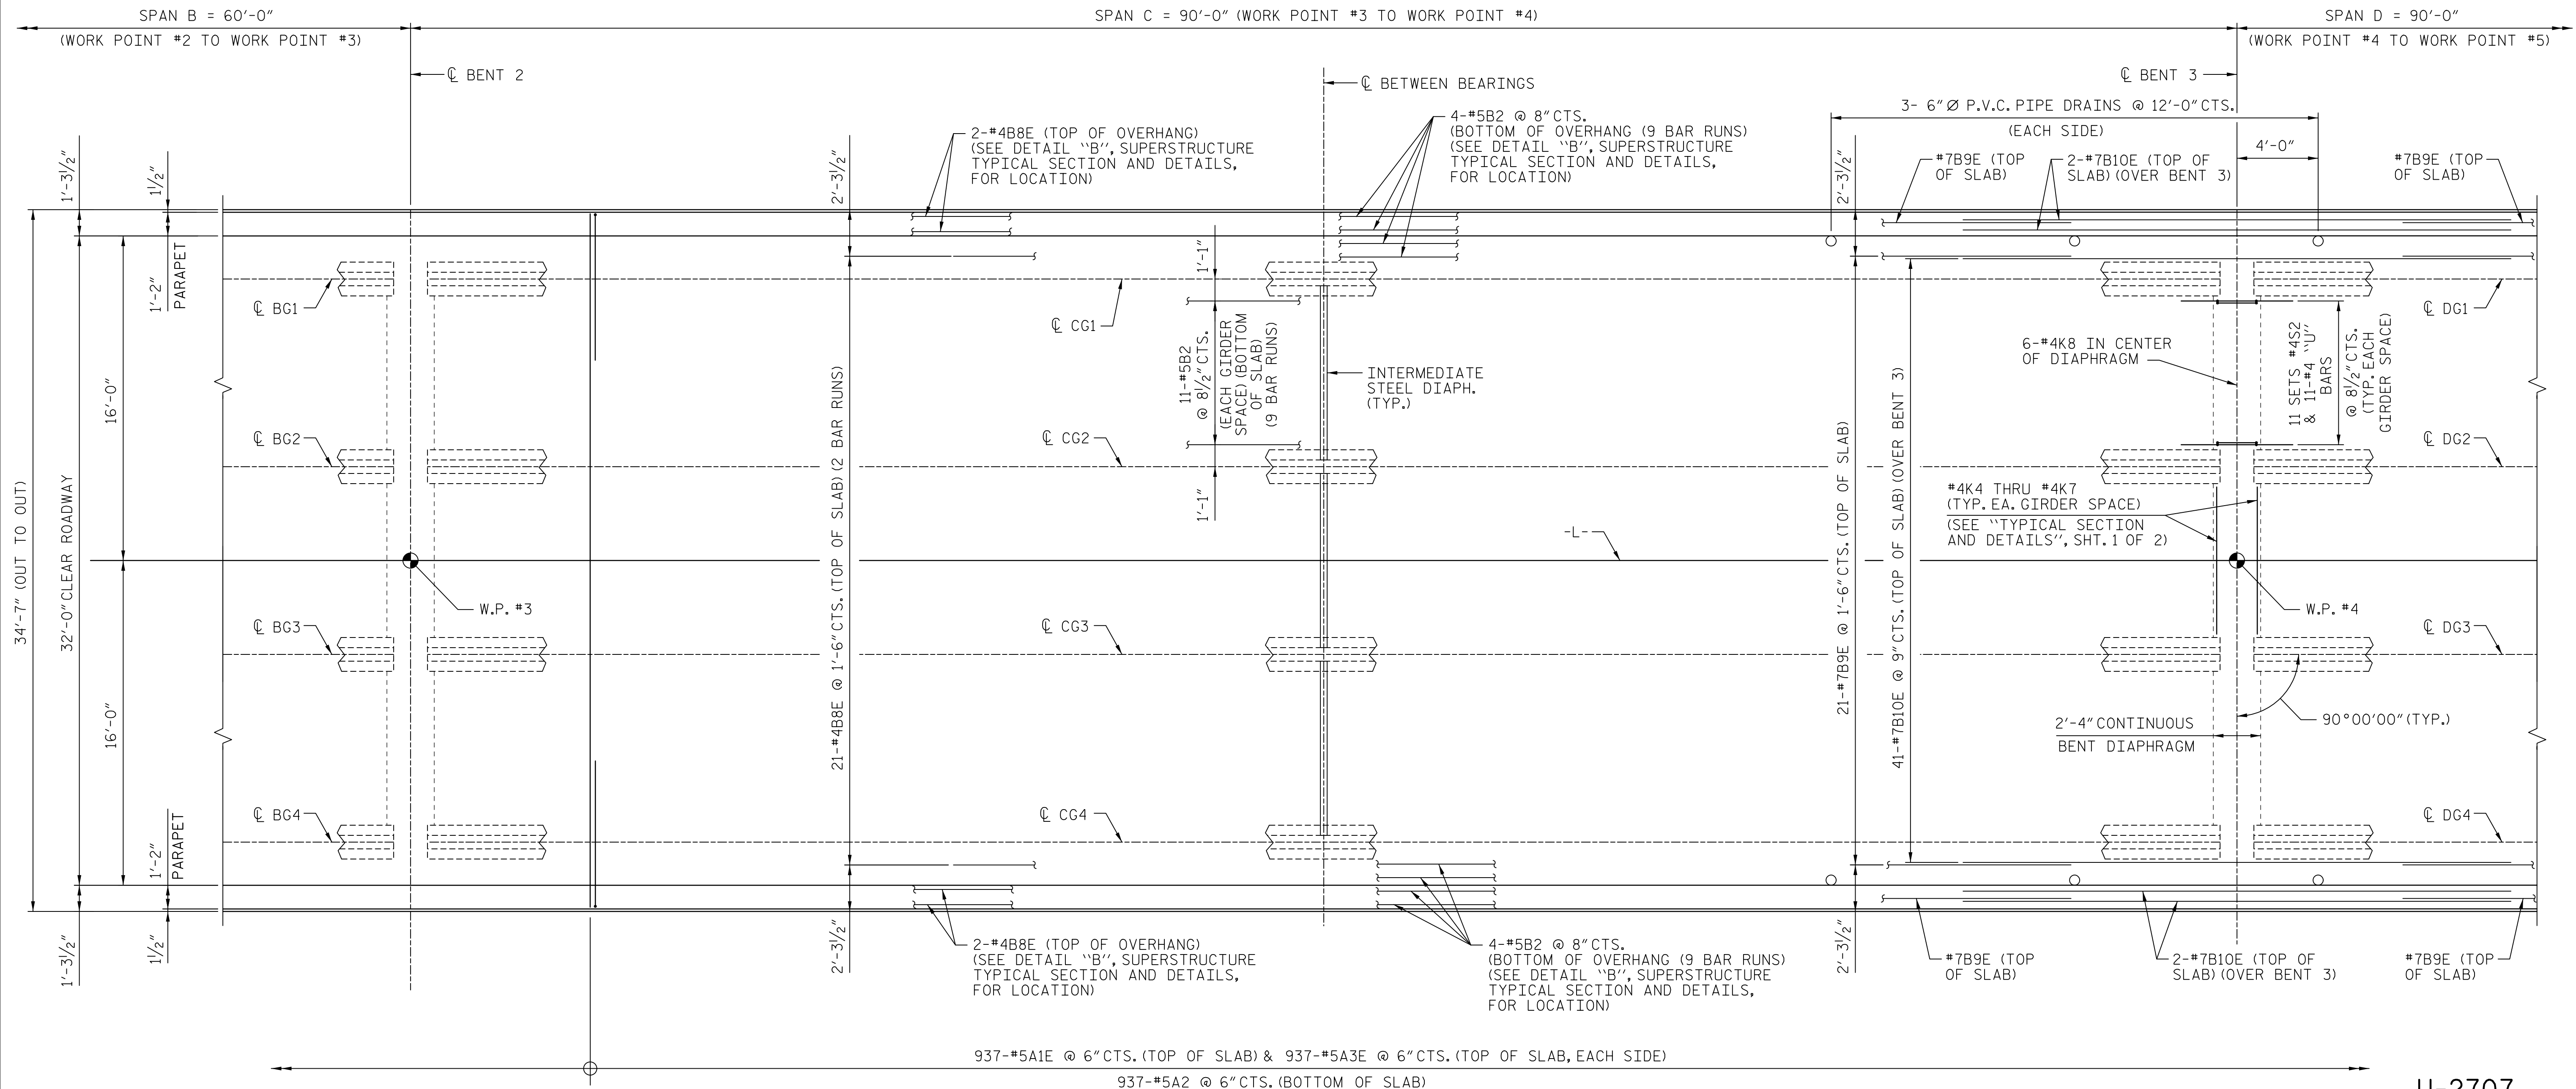 SPAN B = 60'-0"
(WORK POINT #2 TO WORK POINT #3)
SPAN C = 90'-0" (WORK POINT #3 TO WORK POINT #4)
SPAN D = 90'-0"
(WORK POINT #4 TO WORK POINT #5)
℄ BENT 2
℄ BETWEEN BEARINGS
℄ BENT 3
3- 6"Ø P.V.C. PIPE DRAINS @ 12'-0" CTS.
(EACH SIDE)
4'-0"
2-#4B8E (TOP OF OVERHANG)
(SEE DETAIL "B", SUPERSTRUCTURE
TYPICAL SECTION AND DETAILS,
FOR LOCATION)
4-#5B2 @ 8" CTS.
(BOTTOM OF OVERHANG (9 BAR RUNS)
(SEE DETAIL "B", SUPERSTRUCTURE
TYPICAL SECTION AND DETAILS,
FOR LOCATION)
#7B9E (TOP
OF SLAB)
2-#7B10E (TOP OF
SLAB) (OVER BENT 3)
#7B9E (TOP
OF SLAB)
1'-3½"
1½"
2'-3½"
2'-3½"
1'-2"
PARAPET
34'-7" (OUT TO OUT)
32'-0" CLEAR ROADWAY
16'-0"
16'-0"
℄ BG1
℄ CG1
℄ DG1
1'-1"
11-#5B2
@ 8½" CTS.
(EACH GIRDER
SPACE) (BOTTOM
OF SLAB)
(9 BAR RUNS)
1'-1"
INTERMEDIATE
STEEL DIAPH.
(TYP.)
6-#4K8 IN CENTER
OF DIAPHRAGM
11 SETS #4S2
& 11-#4 "U"
BARS
@ 8½" CTS.
(TYP. EACH
GIRDER SPACE)
℄ BG2
℄ CG2
℄ DG2
21-#4B8E @ 1'-6" CTS. (TOP OF SLAB) (2 BAR RUNS)
21-#7B9E @ 1'-6" CTS. (TOP OF SLAB)
41-#7B10E @ 9" CTS. (TOP OF SLAB) (OVER BENT 3)
#4K4 THRU #4K7
(TYP. EA. GIRDER SPACE)
(SEE "TYPICAL SECTION
AND DETAILS", SHT. 1 OF 2)
-L-
W.P. #3
W.P. #4
℄ BG3
℄ CG3
℄ DG3
2'-4" CONTINUOUS
BENT DIAPHRAGM
90°00'00" (TYP.)
℄ BG4
℄ CG4
℄ DG4
1'-2"
PARAPET
1'-3½"
1½"
2'-3½"
2'-3½"
2-#4B8E (TOP OF OVERHANG)
(SEE DETAIL "B", SUPERSTRUCTURE
TYPICAL SECTION AND DETAILS,
FOR LOCATION)
4-#5B2 @ 8" CTS.
(BOTTOM OF OVERHANG (9 BAR RUNS)
(SEE DETAIL "B", SUPERSTRUCTURE
TYPICAL SECTION AND DETAILS,
FOR LOCATION)
#7B9E (TOP
OF SLAB)
2-#7B10E (TOP OF
SLAB) (OVER BENT 3)
#7B9E (TOP
OF SLAB)
937-#5A1E @ 6" CTS. (TOP OF SLAB) & 937-#5A3E @ 6" CTS. (TOP OF SLAB, EACH SIDE)
937-#5A2 @ 6" CTS. (BOTTOM OF SLAB)
U-2707